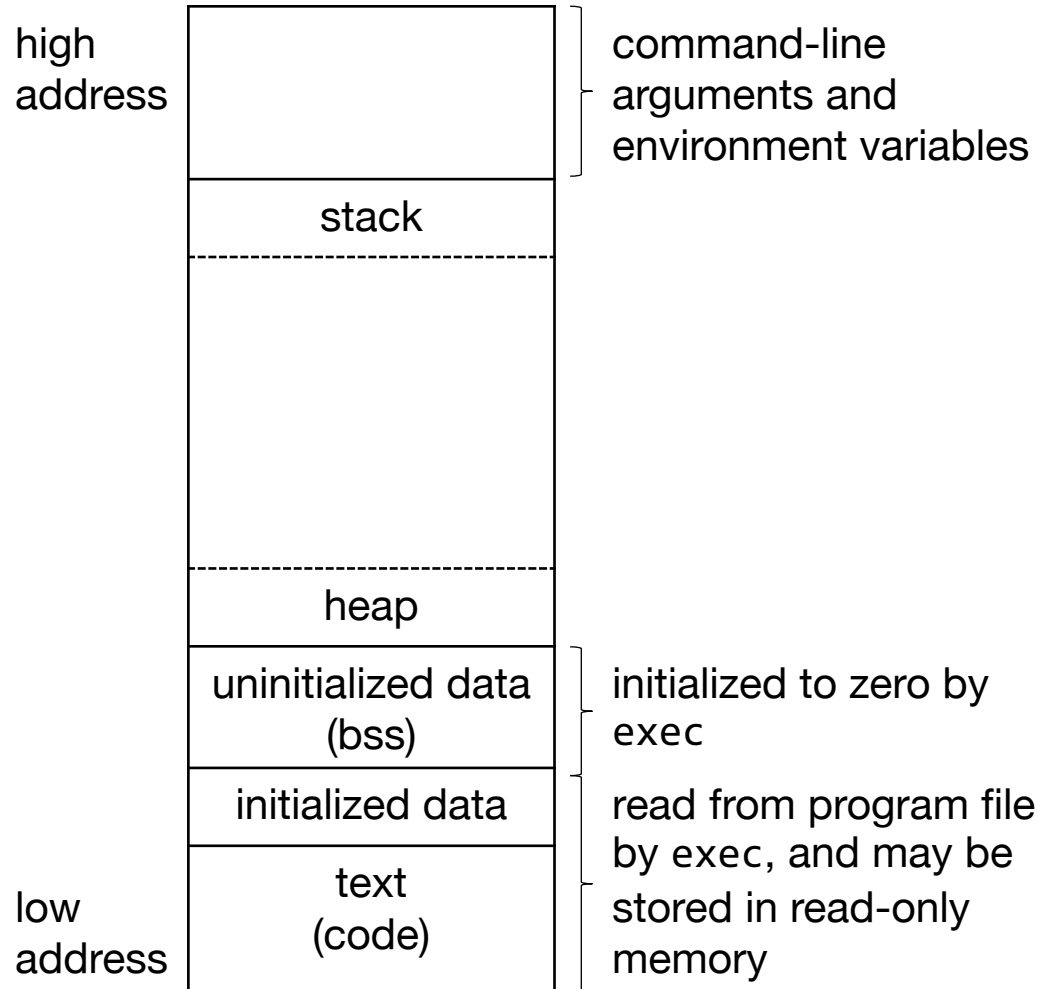 high
address
command-line
arguments and
environment variables
stack
heap
uninitialized data
(bss)
initialized to zero by
exec
initialized data
read from program file
by exec, and may be
stored in read-only
memory
text
(code)
low
address